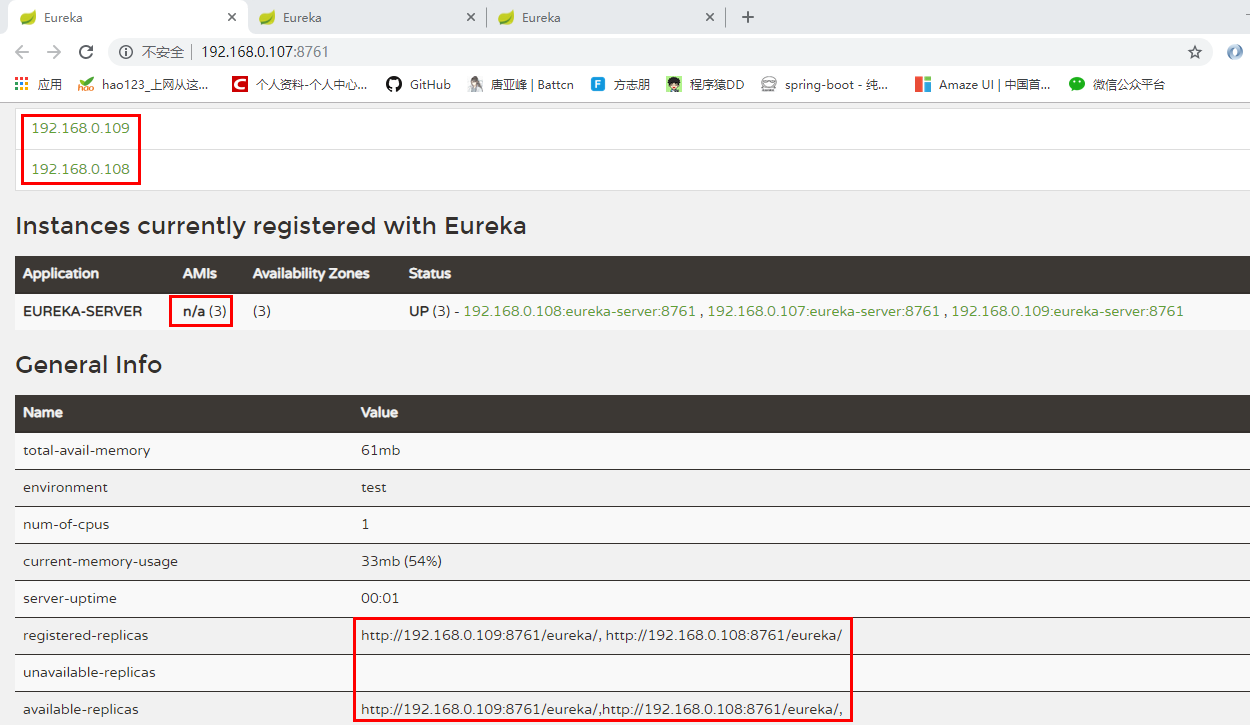 Eureka Eureka Eureka
不安全 192.168.0.107:8761
应用 hao123_上网从这... 个人资料-个人中心... GitHub 唐亚峰 | Battcn 方志朋 程序猿DD spring-boot - 纯... Amaze UI | 中国首... 微信公众平台
192.168.0.109
192.168.0.108
Instances currently registered with Eureka
Application AMIs Availability Zones Status
EUREKA-SERVER n/a (3) (3) UP (3) - 192.168.0.108:eureka-server:8761 , 192.168.0.107:eureka-server:8761 , 192.168.0.109:eureka-server:8761
General Info
Name Value
total-avail-memory 61mb
environment test
num-of-cpus 1
current-memory-usage 33mb (54%)
server-uptime 00:01
registered-replicas http://192.168.0.109:8761/eureka/, http://192.168.0.108:8761/eureka/
unavailable-replicas
available-replicas http://192.168.0.109:8761/eureka/,http://192.168.0.108:8761/eureka/,